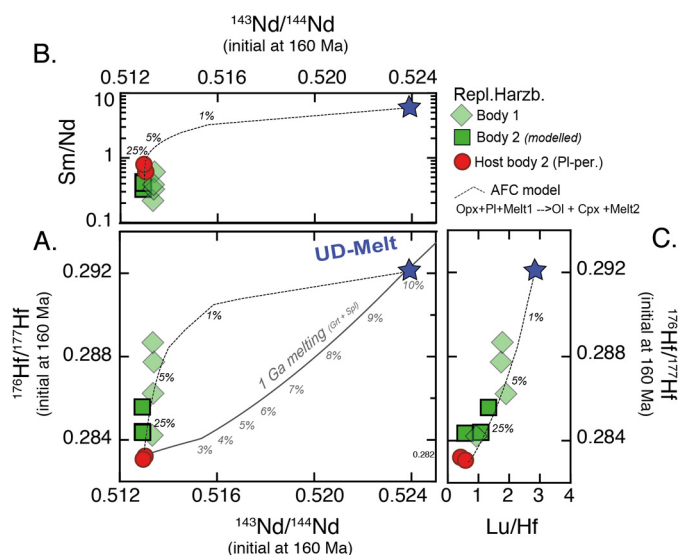 ¹⁴³Nd/¹⁴⁴Nd
(initial at 160 Ma)
B.
0.512 0.516 0.520 0.524
10
1
0.1
Sm/Nd
1%
5%
25%
Repl.Harzb.
Body 1
Body 2 (modelled)
Host body 2 (Pl-per.)
AFC model
Opx+Pl+Melt1 --->Ol + Cpx +Melt2
A.
UD-Melt
C.
0.292
0.288
0.284
¹⁷⁶Hf/¹⁷⁷Hf
(initial at 160 Ma)
1%
5%
25%
1 Ga melting (Grt + Spl)
10%
9%
8%
7%
6%
5%
4%
3%
0.282
0.512 0.516 0.520 0.524
¹⁴³Nd/¹⁴⁴Nd
(initial at 160 Ma)
1%
5%
25%
0.292
0.288
0.284
¹⁷⁶Hf/¹⁷⁷Hf
(initial at 160 Ma)
0 1 2 3 4
Lu/Hf